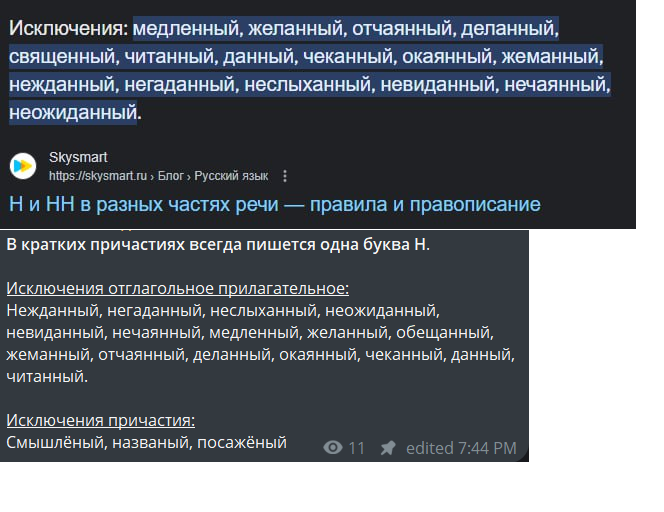 Исключения: медленный, желанный, отчаянный, деланный,
священный, читанный, данный, чеканный, окаянный, жеманный,
нежданный, негаданный, неслыханный, невиданный, нечаянный,
неожиданный.
Skysmart
https://skysmart.ru › Блог › Русский язык
Н и НН в разных частях речи — правила и правописание
В кратких причастиях всегда пишется одна буква Н.
Исключения отглагольное прилагательное:
Нежданный, негаданный, неслыханный, неожиданный,
невиданный, нечаянный, медленный, желанный, обещанный,
жеманный, отчаянный, деланный, окаянный, чеканный, данный,
читанный.
Исключения причастия:
Смышлёный, названый, посажёный
11 edited 7:44 PM